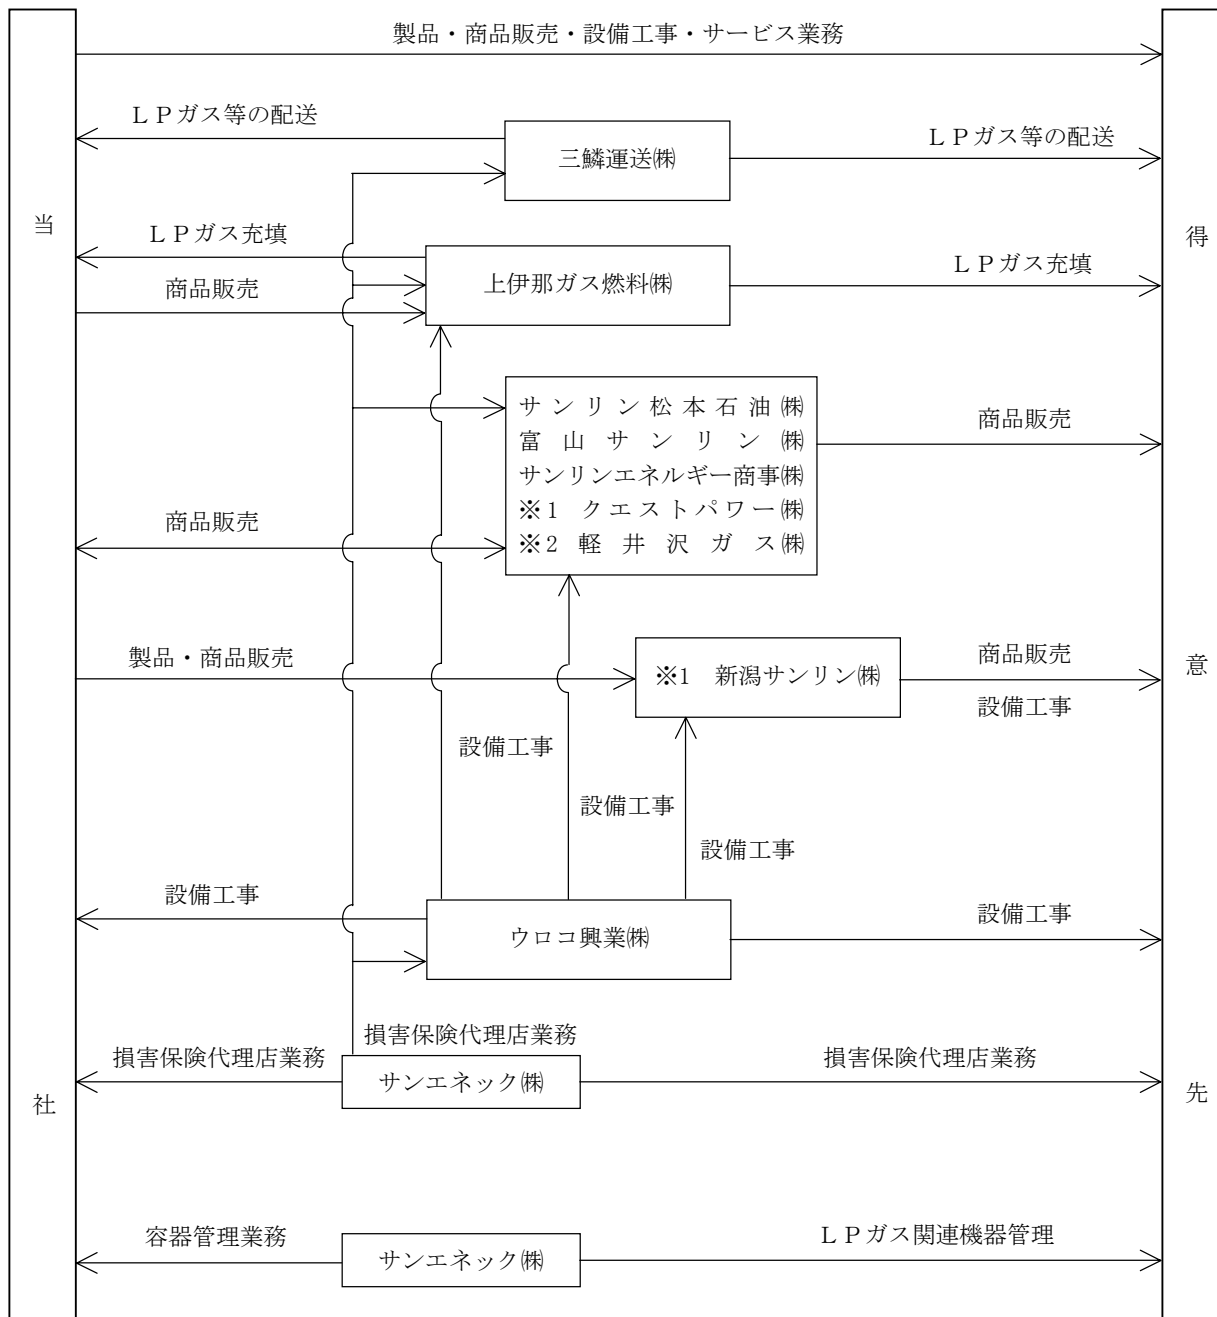 製品・商品販売・設備工事・サービス業務
ＬＰガス等の配送
三鱗運送㈱
ＬＰガス等の配送
当
得
ＬＰガス充填
上伊那ガス燃料㈱
ＬＰガス充填
商品販売
サンリン松本石油㈱
富山サンリン㈱
サンリンエネルギー商事㈱
※1 クエストパワー㈱
※2 軽井沢ガス㈱
商品販売
商品販売
製品・商品販売
※1 新潟サンリン㈱
商品販売
設備工事
意
設備工事
設備工事
設備工事
設備工事
ウロコ興業㈱
設備工事
損害保険代理店業務
損害保険代理店業務
サンエネック㈱
損害保険代理店業務
社
先
容器管理業務
サンエネック㈱
ＬＰガス関連機器管理